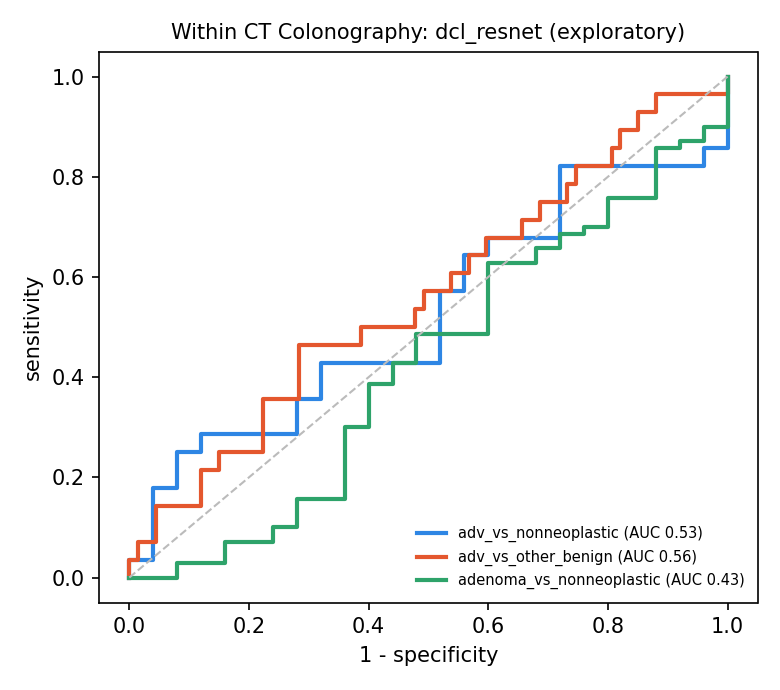 Within CT Colonography: dcl_resnet (exploratory)
1.0
0.8
0.6
0.4
0.2
0.0
sensitivity
adv_vs_nonneoplastic (AUC 0.53)
adv_vs_other_benign (AUC 0.56)
adenoma_vs_nonneoplastic (AUC 0.43)
0.0 0.2 0.4 0.6 0.8 1.0
1 - specificity